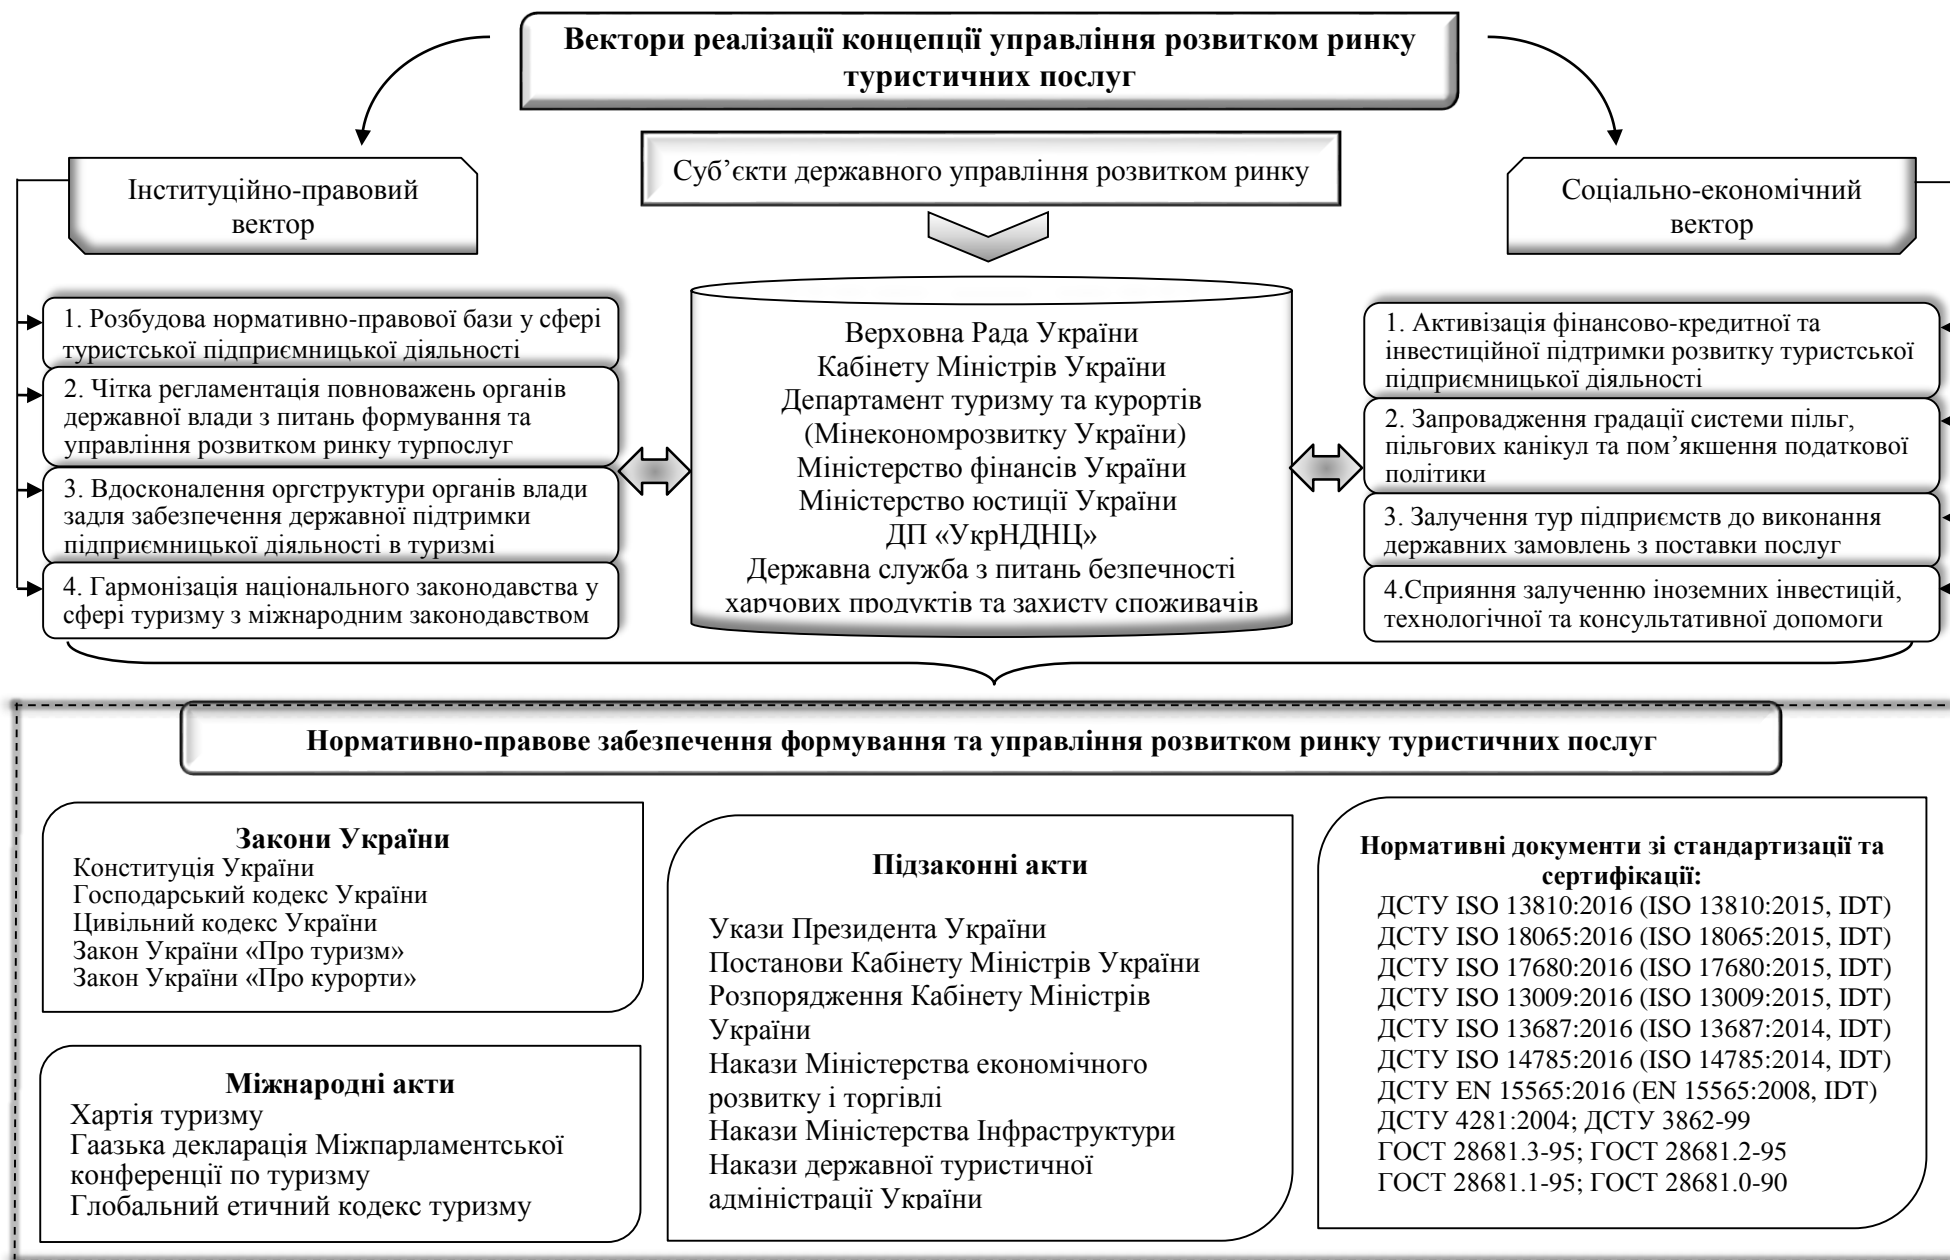 Вектори реалізації концепції управління розвитком ринку
туристичних послуг
Суб’єкти державного управління розвитком ринку
Інституційно-правовий
вектор
Соціально-економічний
вектор
1. Розбудова нормативно-правової бази у сфері
туристської підприємницької діяльності
2. Чітка регламентація повноважень органів
державної влади з питань формування та
управління розвитком ринку турпослуг
3. Вдосконалення оргструктури органів влади
задля забезпечення державної підтримки
підприємницької діяльності в туризмі
4. Гармонізація національного законодавства у
сфері туризму з міжнародним законодавством
Верховна Рада України
Кабінету Міністрів України
Департамент туризму та курортів
(Мінекономрозвитку України)
Міністерство фінансів України
Міністерство юстиції України
ДП «УкрНДНЦ»
Державна служба з питань безпечності
харчових продуктів та захисту споживачів
1. Активізація фінансово-кредитної та
інвестиційної підтримки розвитку туристської
підприємницької діяльності
2. Запровадження градації системи пільг,
пільгових канікул та пом’якшення податкової
політики
3. Залучення тур підприємств до виконання
державних замовлень з поставки послуг
4.Сприяння залученню іноземних інвестицій,
технологічної та консультативної допомоги
Нормативно-правове забезпечення формування та управління розвитком ринку туристичних послуг
Закони України
Конституція України
Господарський кодекс України
Цивільний кодекс України
Закон України «Про туризм»
Закон України «Про курорти»
Міжнародні акти
Хартія туризму
Гаазька декларація Міжпарламентської
конференції по туризму
Глобальний етичний кодекс туризму
Підзаконні акти
Укази Президента України
Постанови Кабінету Міністрів України
Розпорядження Кабінету Міністрів
України
Накази Міністерства економічного
розвитку і торгівлі
Накази Міністерства Інфраструктури
Накази державної туристичної
адміністрації України
Нормативні документи зі стандартизації та
сертифікації:
ДСТУ ISO 13810:2016 (ISO 13810:2015, IDT)
ДСТУ ISO 18065:2016 (ISO 18065:2015, IDT)
ДСТУ ISO 17680:2016 (ISO 17680:2015, IDT)
ДСТУ ISO 13009:2016 (ISO 13009:2015, IDT)
ДСТУ ISO 13687:2016 (ISO 13687:2014, IDT)
ДСТУ ISO 14785:2016 (ISO 14785:2014, IDT)
ДСТУ EN 15565:2016 (EN 15565:2008, IDT)
ДСТУ 4281:2004; ДСТУ 3862-99
ГОСТ 28681.3-95; ГОСТ 28681.2-95
ГОСТ 28681.1-95; ГОСТ 28681.0-90